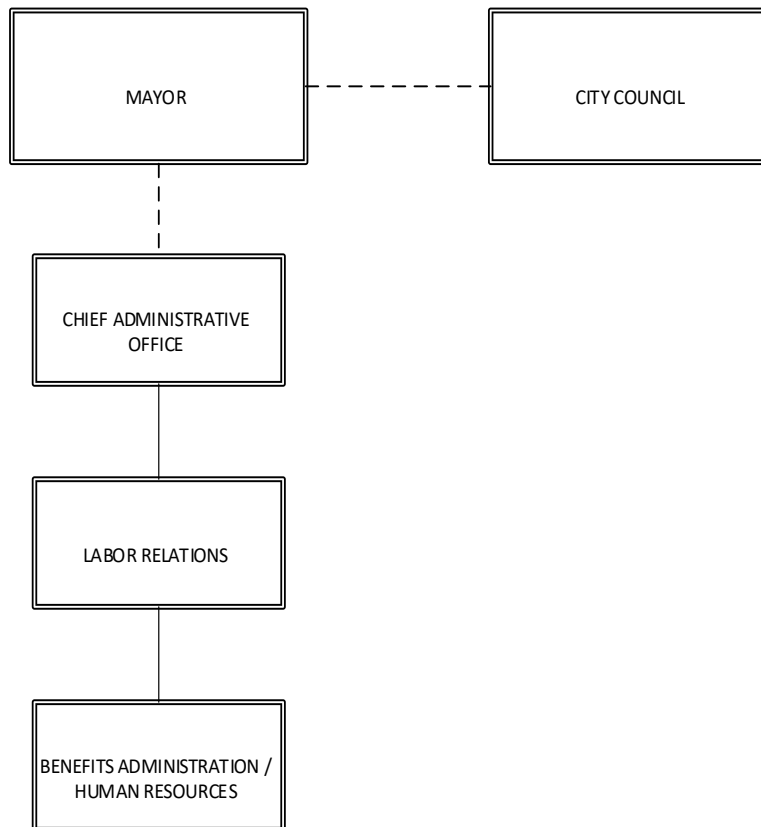 MAYOR
CITY COUNCIL
CHIEF ADMINISTRATIVE
OFFICE
LABOR RELATIONS
BENEFITS ADMINISTRATION /
HUMAN RESOURCES